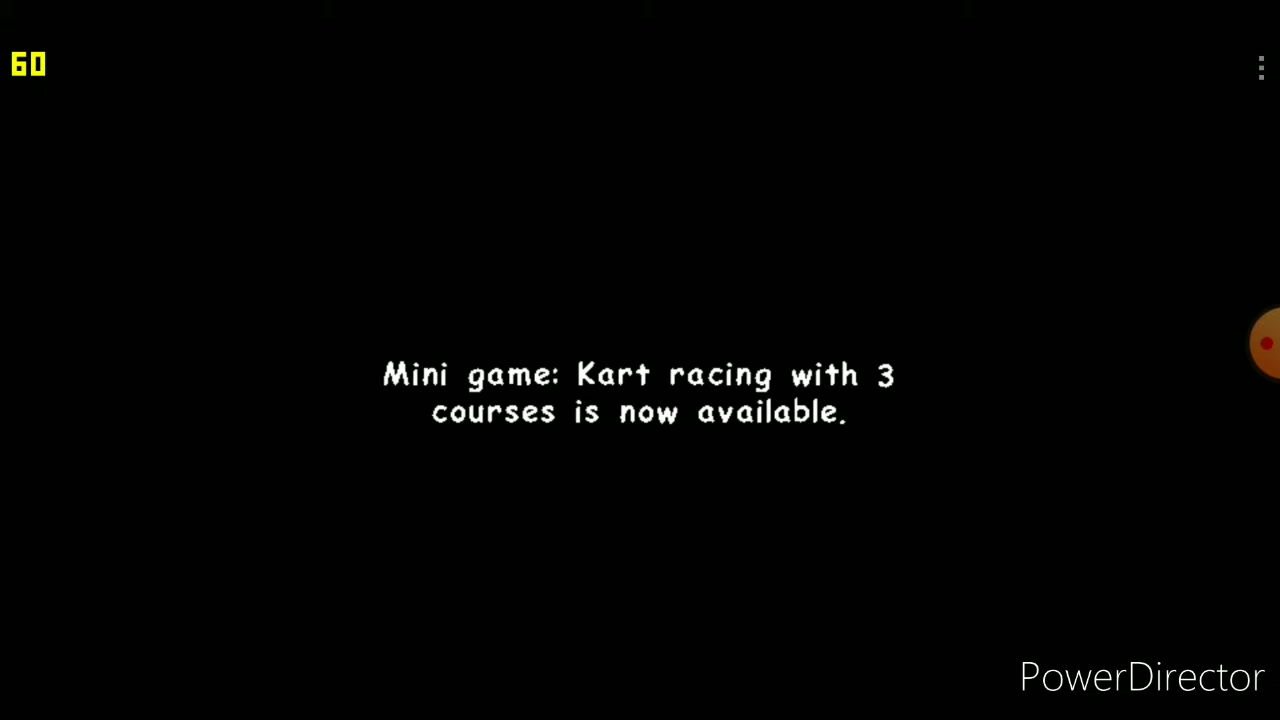 60
Mini game: Kart racing with 3
courses is now available.
PowerDirector